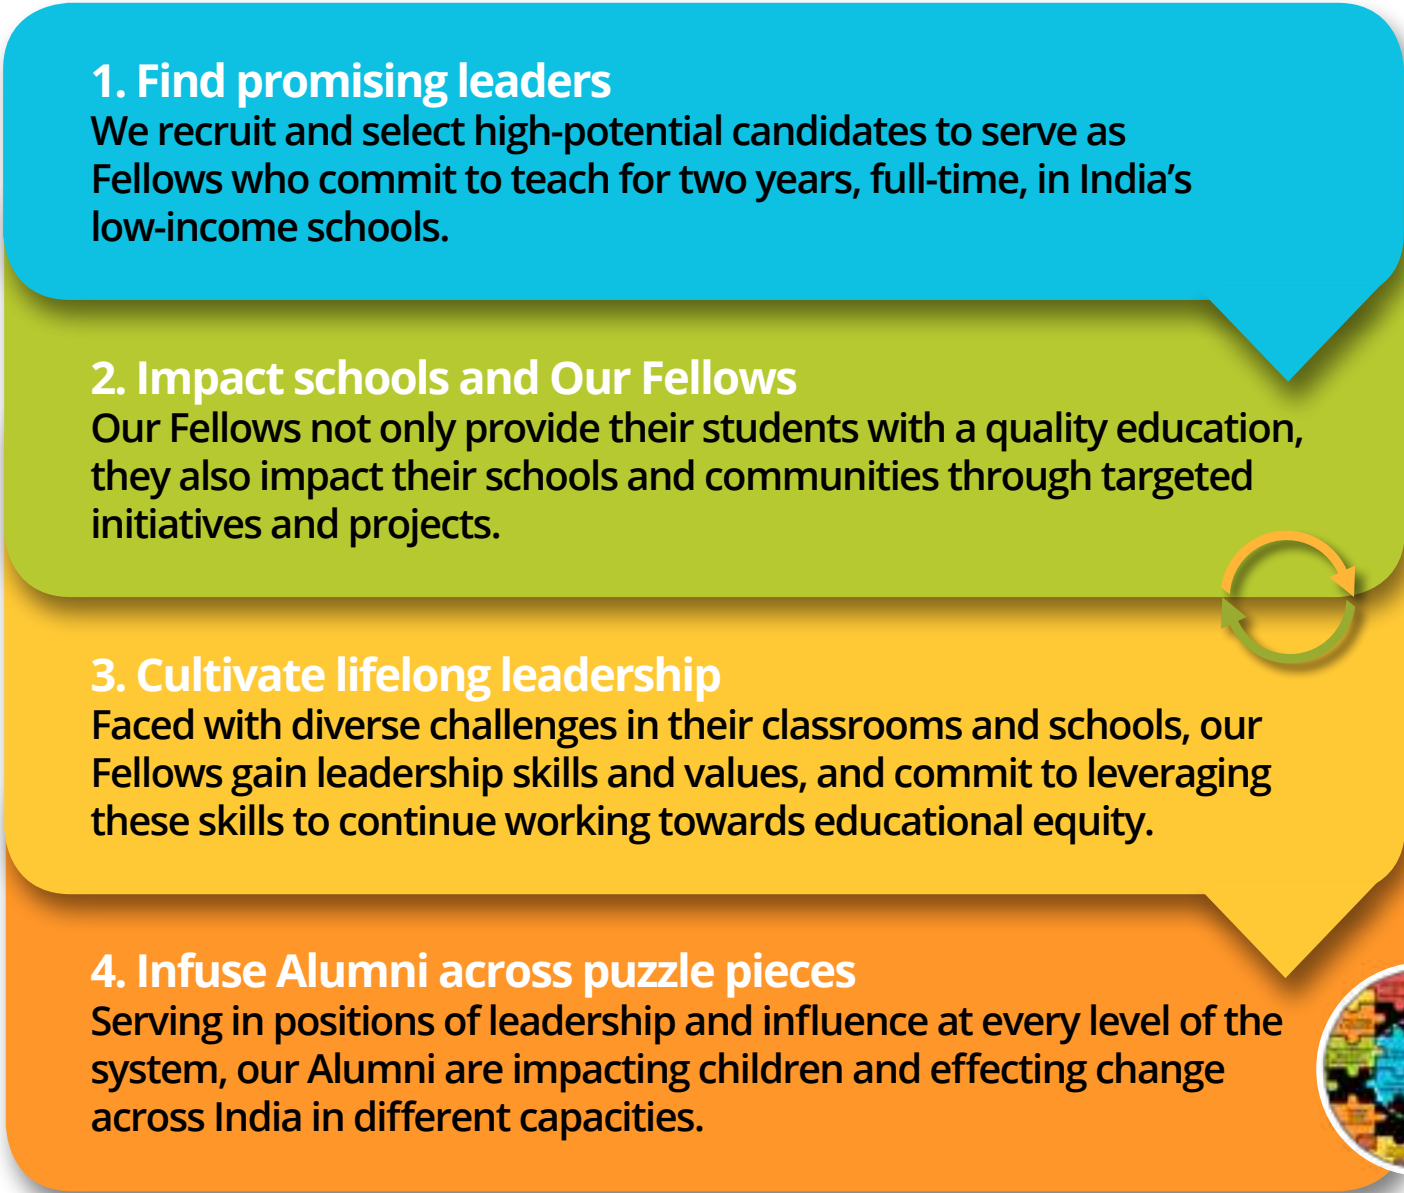 1. Find promising leaders
We recruit and select high-potential candidates to serve as
Fellows who commit to teach for two years, full-time, in India’s
low-income schools.
2. Impact schools and Our Fellows
Our Fellows not only provide their students with a quality education,
they also impact their schools and communities through targeted
initiatives and projects.
3. Cultivate lifelong leadership
Faced with diverse challenges in their classrooms and schools, our
Fellows gain leadership skills and values, and commit to leveraging
these skills to continue working towards educational equity.
4. Infuse Alumni across puzzle pieces
Serving in positions of leadership and influence at every level of the
system, our Alumni are impacting children and effecting change
across India in different capacities.